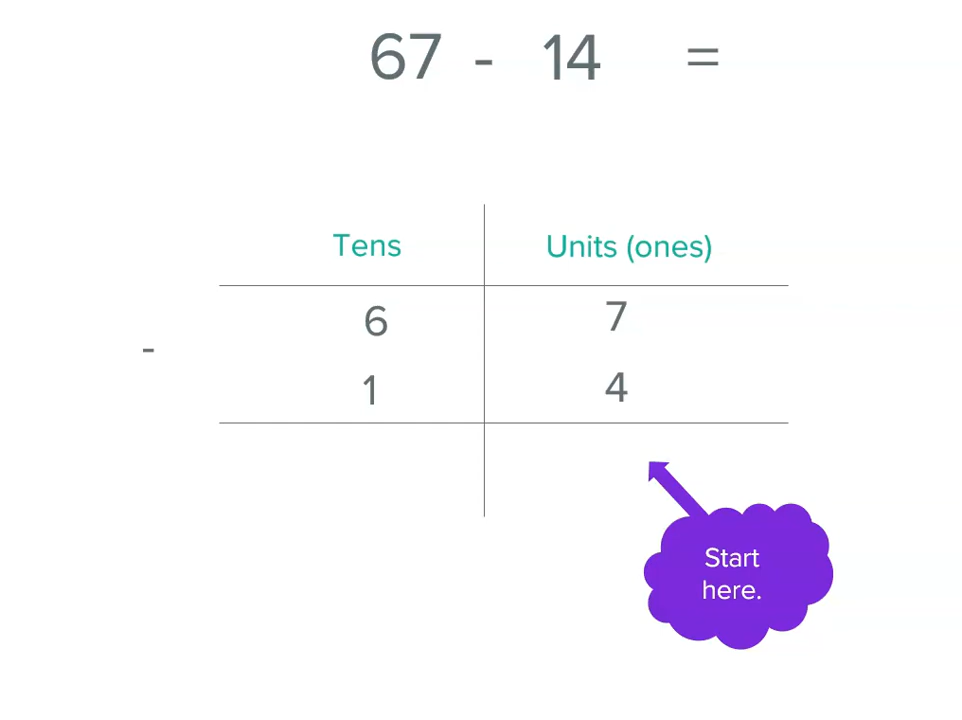 67 - 14 =
Tens Units (ones)
6 7
-
1 4
Start
here.